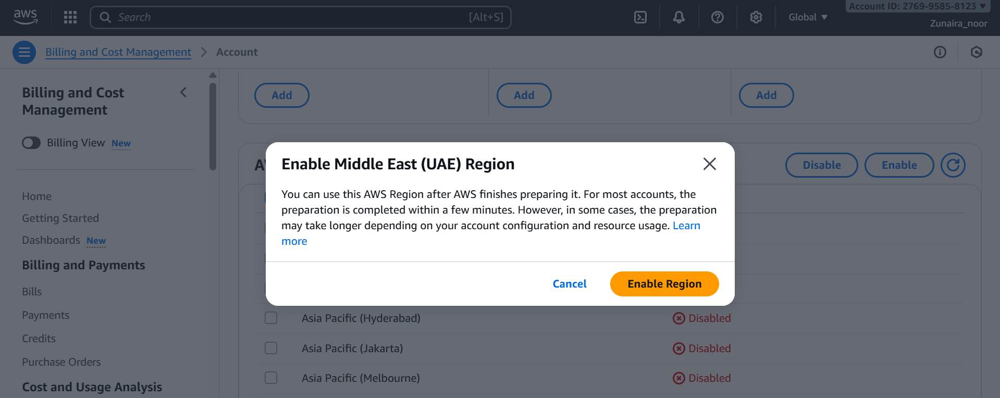 aws
Search
[Alt+S]
Global
Account ID: 2769-9585-8123
Zunaira_noor
Billing and Cost Management
Account
Billing and Cost
Management
Billing View New
Home
Getting Started
Dashboards New
Billing and Payments
Bills
Payments
Credits
Purchase Orders
Cost and Usage Analysis
Add
Add
Add
Disable
Enable
Enable Middle East (UAE) Region
You can use this AWS Region after AWS finishes preparing it. For most accounts, the
preparation is completed within a few minutes. However, in some cases, the preparation
may take longer depending on your account configuration and resource usage. Learn
more
Cancel
Enable Region
Asia Pacific (Hyderabad)
Disabled
Asia Pacific (Jakarta)
Disabled
Asia Pacific (Melbourne)
Disabled